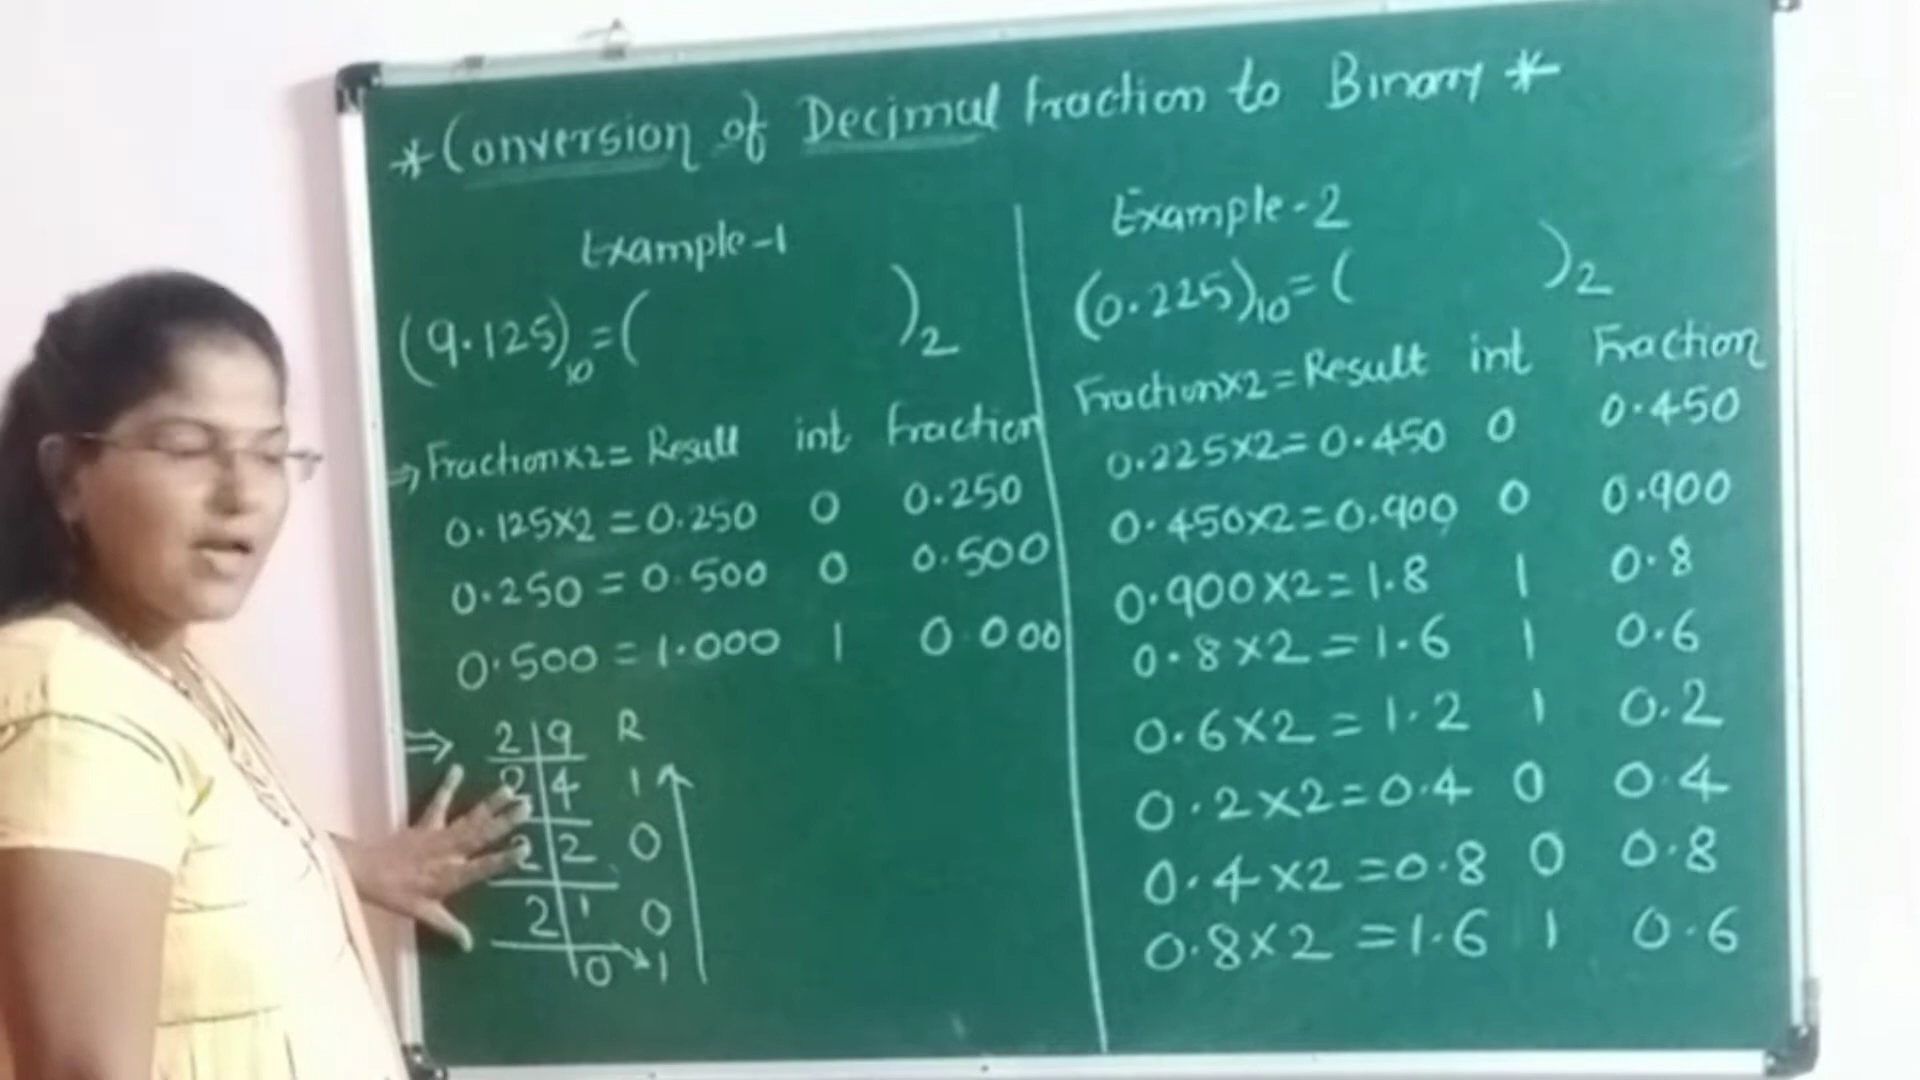 *Conversion of Decimal fraction to Binary *
Example-1
(9.125)10=( )2
⇒ Fraction×2= Result int fraction
0.125×2 = 0.250 0 0.250
0.250 = 0.500 0 0.500
0.500 = 1.000 1 0.000
⇒ 2 9 R
2 4 1
2 2 0
2 1 0
0 → 1
Example-2
(0.225)10=( )2
Fraction×2=Result int Fraction
0.225×2=0.450 0 0.450
0.450×2=0.900 0 0.900
0.900×2=1.8 1 0.8
0.8×2=1.6 1 0.6
0.6×2=1.2 1 0.2
0.2×2=0.4 0 0.4
0.4×2=0.8 0 0.8
0.8×2=1.6 1 0.6